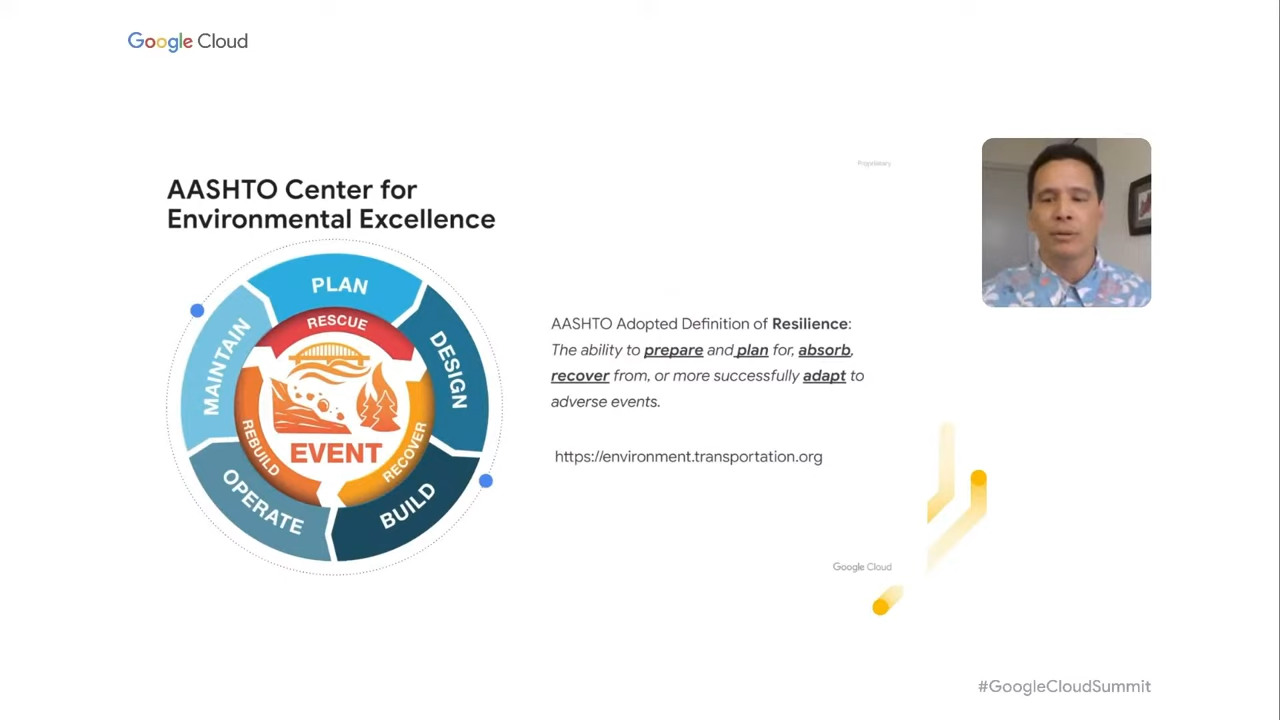 Google Cloud
Proprietary
AASHTO Center for
Environmental Excellence
PLAN
DESIGN
BUILD
OPERATE
MAINTAIN
RESCUE
RECOVER
REBUILD
EVENT
AASHTO Adopted Definition of Resilience:
The ability to prepare and plan for, absorb,
recover from, or more successfully adapt to
adverse events.
https://environment.transportation.org
Google Cloud
#GoogleCloudSummit